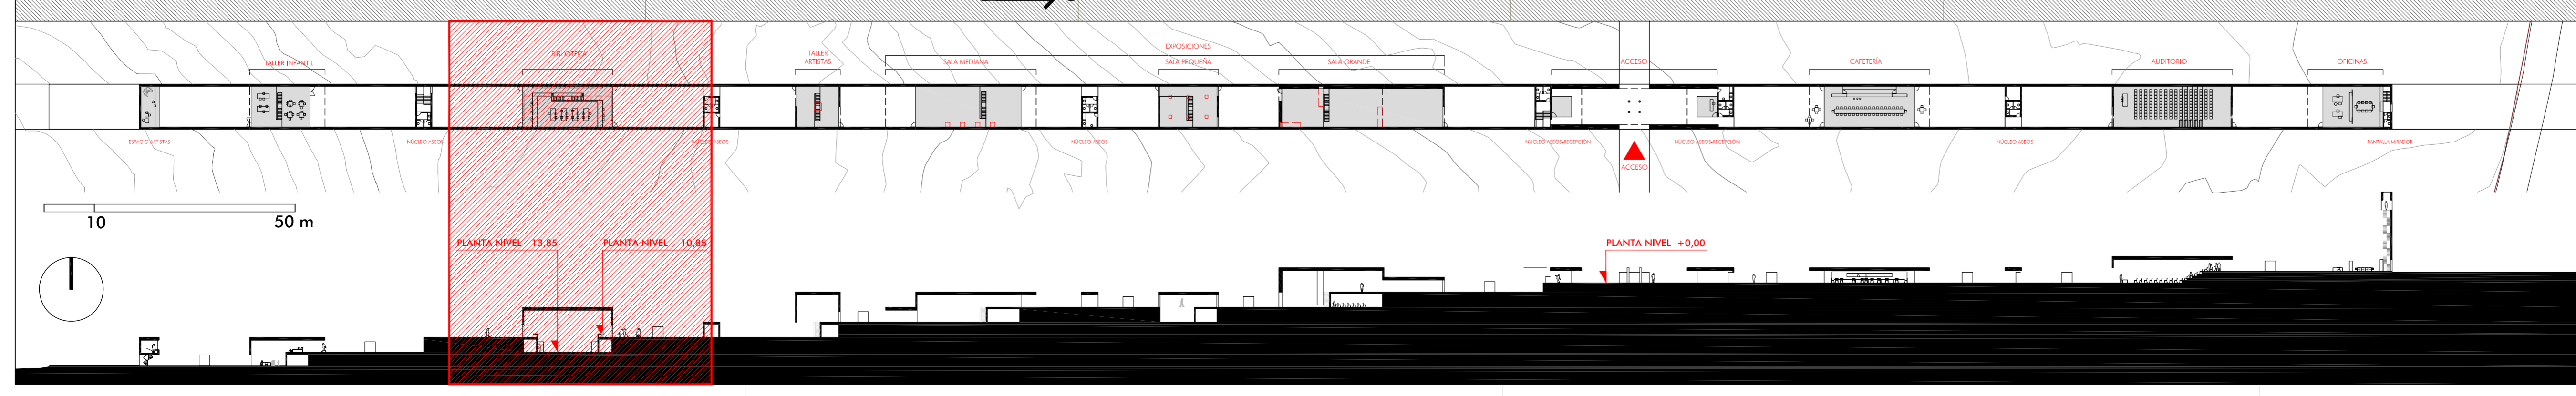 EXPOSICIONES
BIBLIOTECA
TALLER
ARTISTAS
TALLER INFANTIL
SALA MEDIANA
SALA PEQUEÑA
SALA GRANDE
ACCESO
CAFETERÍA
AUDITORIO
OFICINAS
ESPACIO ARTISTAS
NÚCLEO ASEOS
NÚCLEO ASEOS
NÚCLEO ASEOS
NÚCLEO ASEOS-RECEPCIÓN
NÚCLEO ASEOS-RECEPCIÓN
NÚCLEO ASEOS
PANTALLA MIRADOR
ACCESO
10
50 m
PLANTA NIVEL -13,85
PLANTA NIVEL -10,85
PLANTA NIVEL +0,00